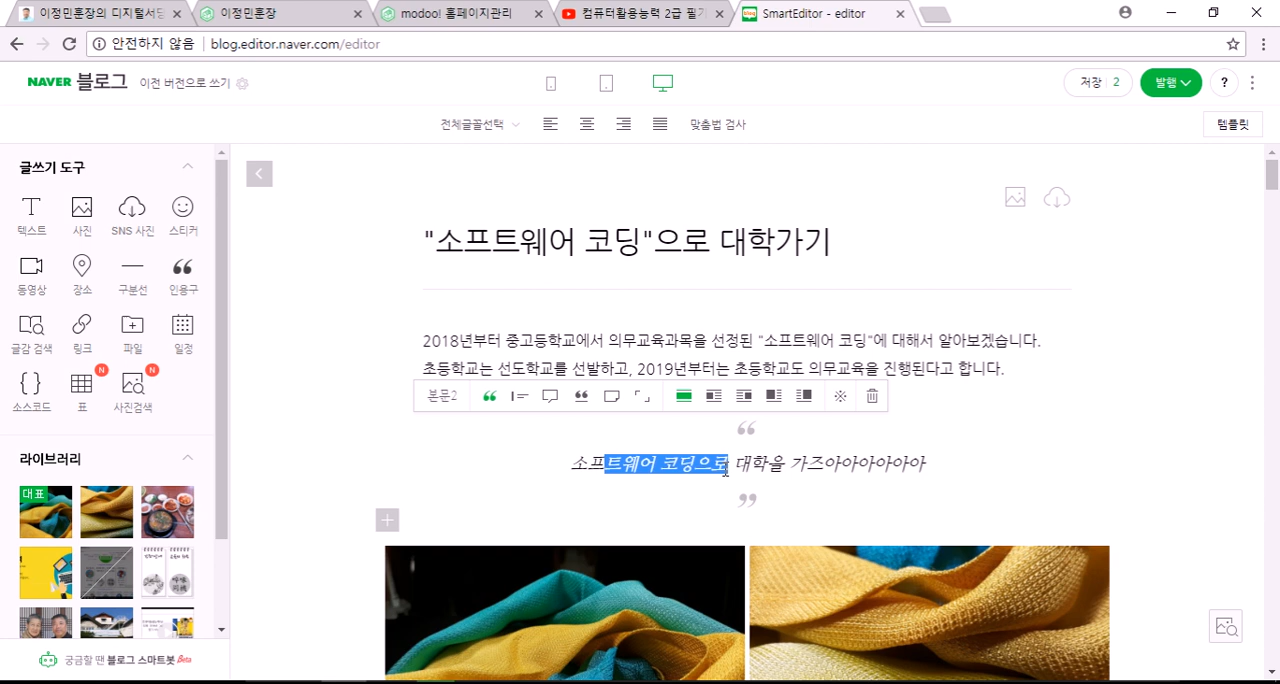 이정민훈장의 디지털서당
이정민훈장
modoo! 홈페이지관리
컴퓨터활용능력 2급 필기
SmartEditor - editor
안전하지 않음 | blog.editor.naver.com/editor
NAVER 블로그 이전 버전으로 쓰기
저장 2 발행 ?
전체글꼴선택 맞춤법 검사 템플릿
글쓰기 도구
텍스트 사진 SNS 사진 스티커
동영상 장소 구분선 인용구
글감 검색 링크 파일 일정
N N
소스코드 표 사진검색
라이브러리
대표
궁금할 땐 블로그 스마트봇 Beta
"소프트웨어 코딩"으로 대학가기
2018년부터 중고등학교에서 의무교육과목을 선정된 "소프트웨어 코딩"에 대해서 알아보겠습니다.
초등학교는 선도학교를 선발하고, 2019년부터는 초등학교도 의무교육을 진행된다고 합니다.
본문2
“
소프트웨어 코딩으로 대학을 가즈아아아아아아아
”